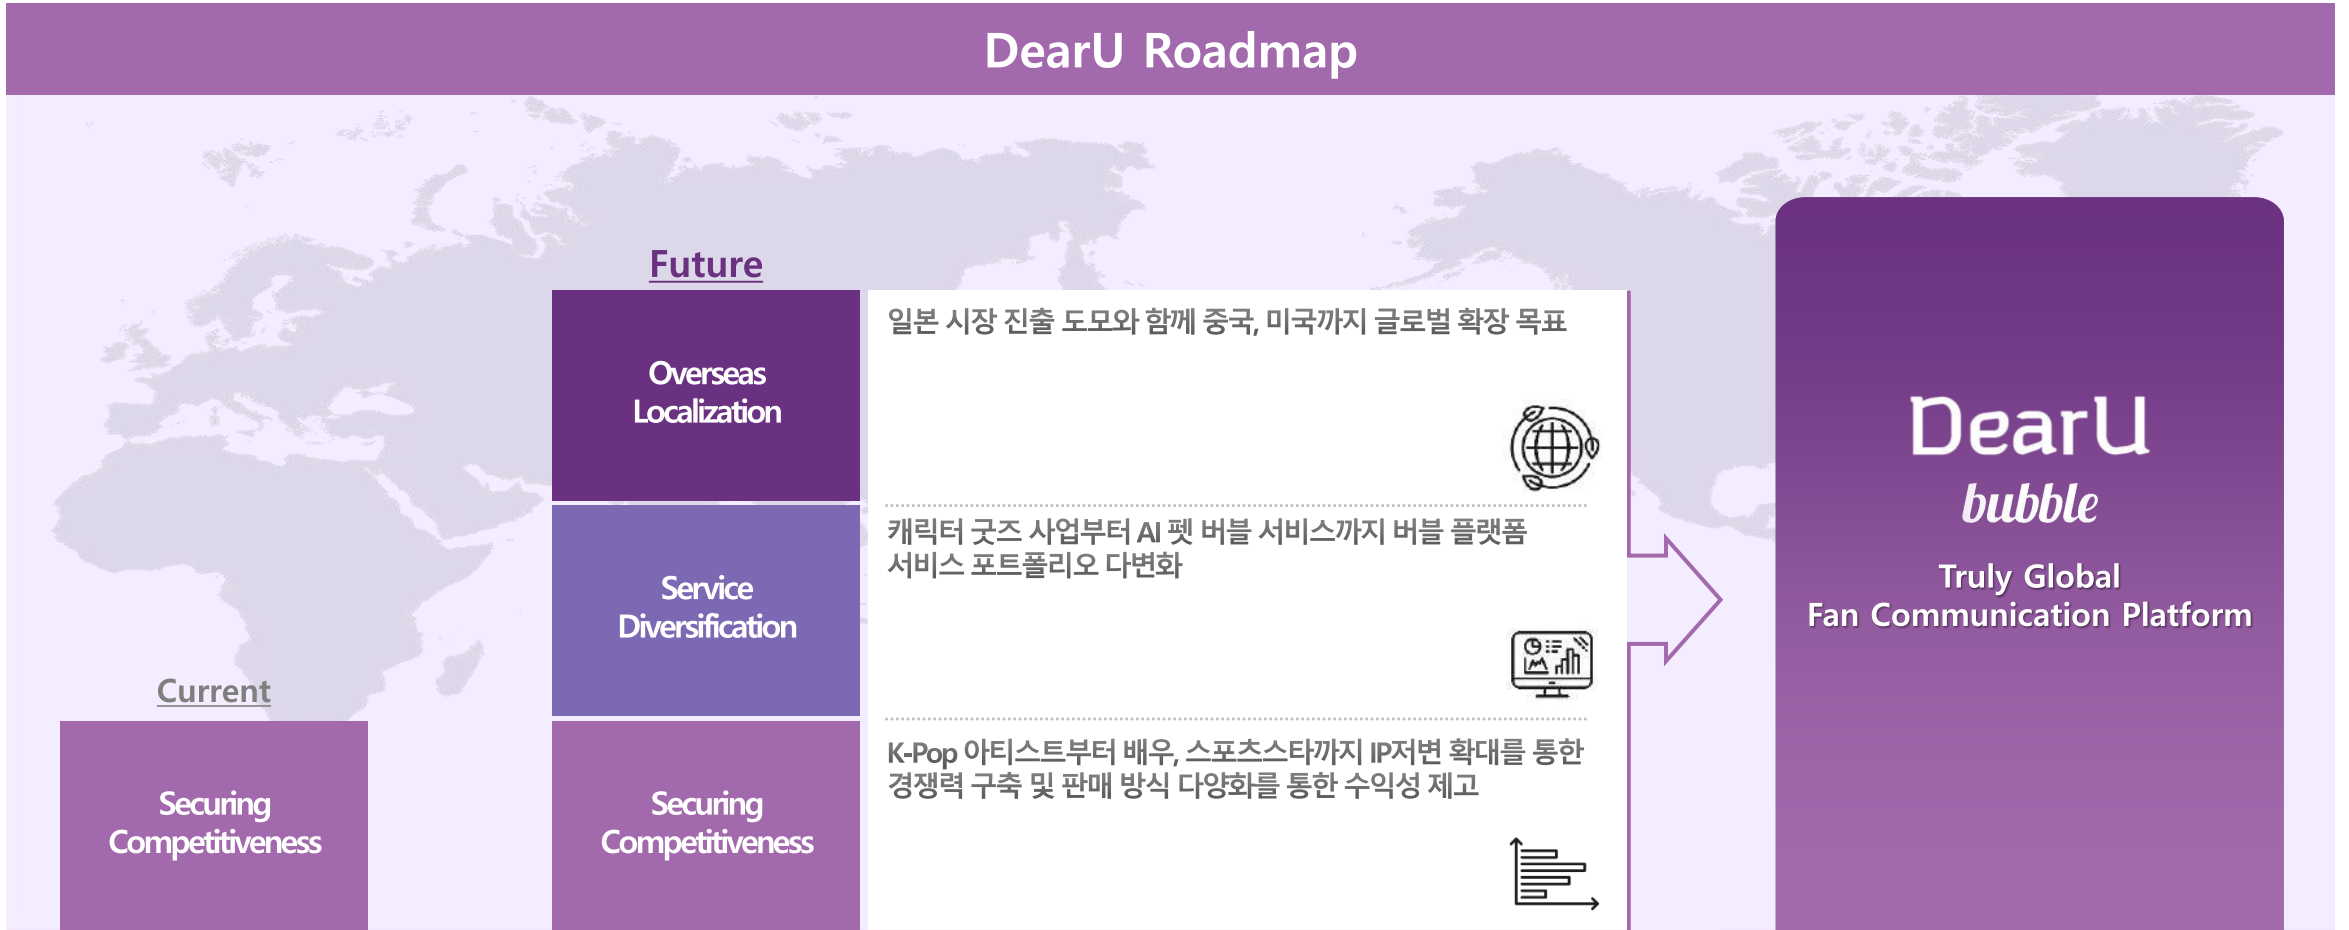 DearU Roadmap
Future
Overseas
Localization
일본 시장 진출 도모와 함께 중국, 미국까지 글로벌 확장 목표
Service
Diversification
캐릭터 굿즈 사업부터 AI 펫 버블 서비스까지 버블 플랫폼
서비스 포트폴리오 다변화
Current
Securing
Competitiveness
Securing
Competitiveness
K-Pop 아티스트부터 배우, 스포츠스타까지 IP저변 확대를 통한
경쟁력 구축 및 판매 방식 다양화를 통한 수익성 제고
DearU
bubble
Truly Global
Fan Communication Platform